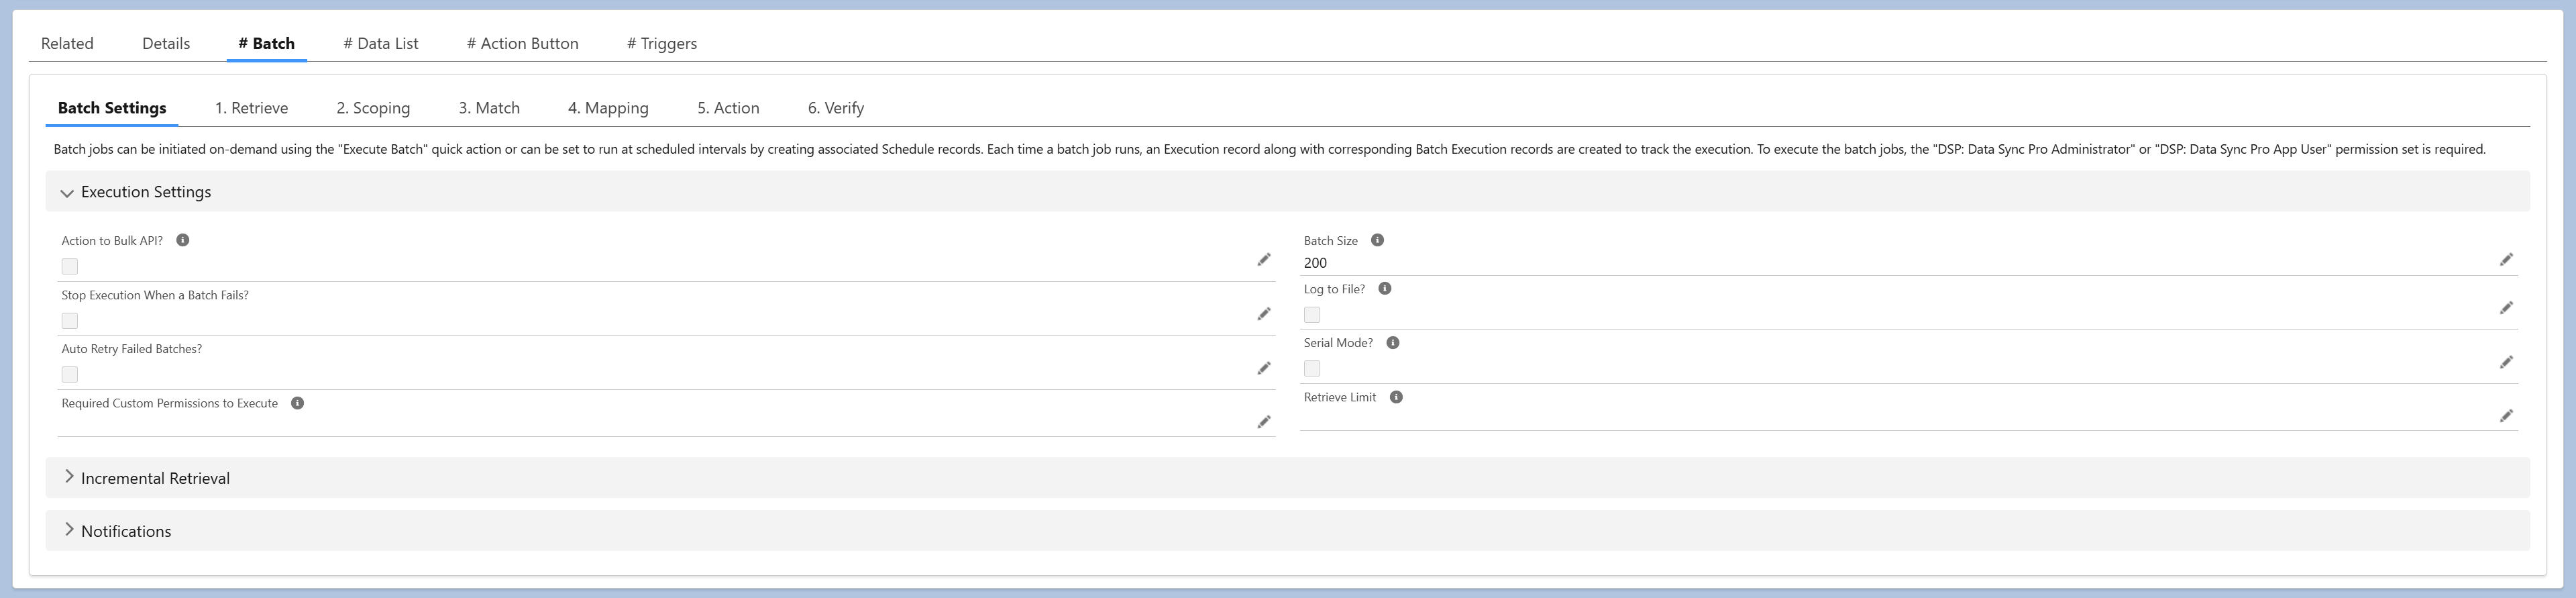 Related Details # Batch # Data List # Action Button # Triggers
Batch Settings 1. Retrieve 2. Scoping 3. Match 4. Mapping 5. Action 6. Verify
Batch jobs can be initiated on-demand using the "Execute Batch" quick action or can be set to run at scheduled intervals by creating associated Schedule records. Each time a batch job runs, an Execution record along with corresponding Batch Execution records are created to track the execution. To execute the batch jobs, the "DSP: Data Sync Pro Administrator" or "DSP: Data Sync Pro App User" permission set is required.
Execution Settings
Action to Bulk API?
Batch Size
200
Stop Execution When a Batch Fails?
Log to File?
Auto Retry Failed Batches?
Serial Mode?
Required Custom Permissions to Execute
Retrieve Limit
Incremental Retrieval
Notifications